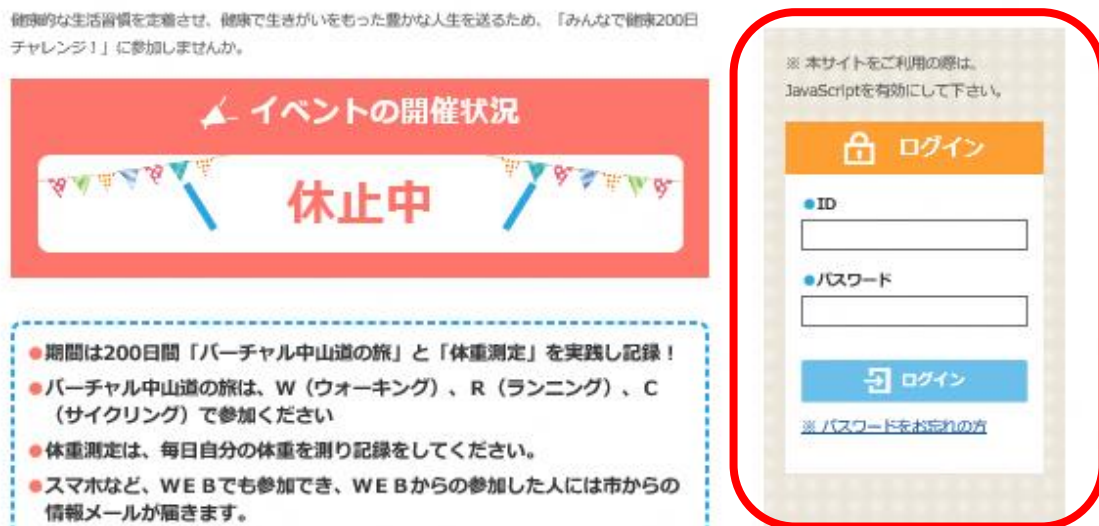 健康的な生活習慣を定着させ、健康で生きがいをもった豊かな人生を送るため、「みんなで健康200日
チャレンジ！」に参加しませんか。
イベントの開催状況
休止中
●期間は200日間「バーチャル中山道の旅」と「体重測定」を実践し記録！
●バーチャル中山道の旅は、W（ウォーキング）、R（ランニング）、C
（サイクリング）で参加ください
●体重測定は、毎日自分の体重を測り記録をしてください。
●スマホなど、ＷＥＢでも参加でき、ＷＥＢからの参加した人には市からの
情報メールが届きます。
※ 本サイトをご利用の際は、
JavaScriptを有効にして下さい。
ログイン
●ID
●パスワード
ログイン
※ パスワードをお忘れの方